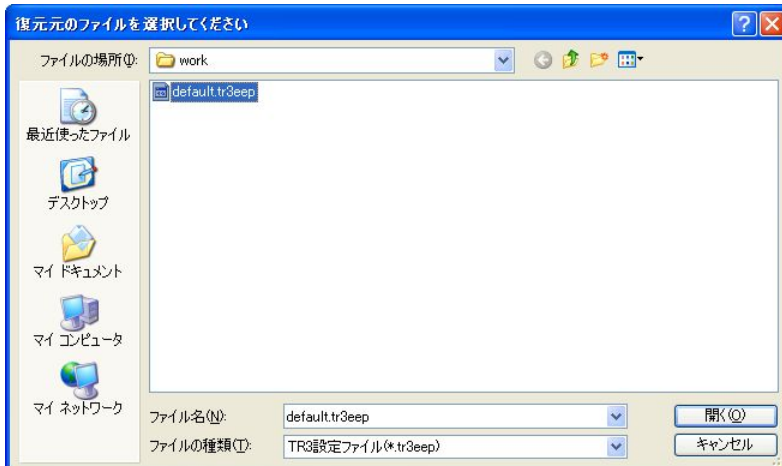 復元元のファイルを選択してください
ファイルの場所(I):
work
default.tr3eep
最近使ったファイル
デスクトップ
マイ ドキュメント
マイ コンピュータ
マイ ネットワーク
ファイル名(N):
default.tr3eep
開く(O)
ファイルの種類(T):
TR3設定ファイル(*.tr3eep)
キャンセル